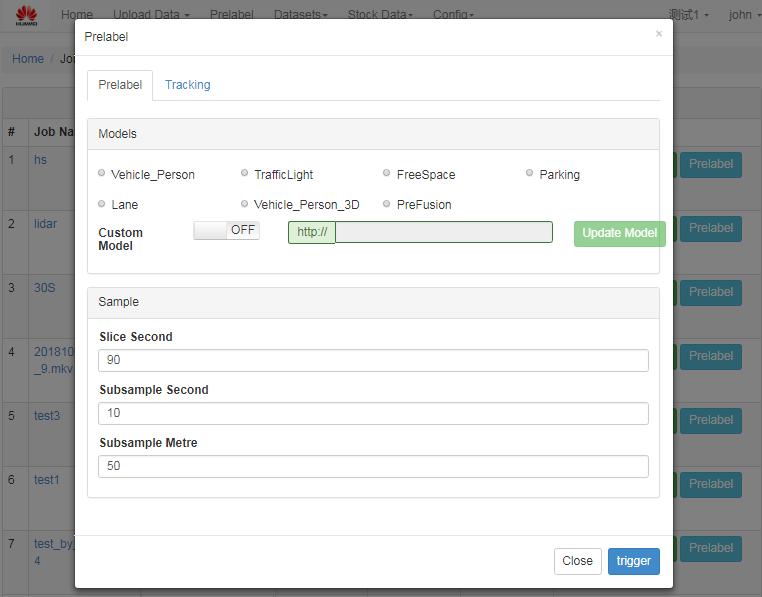 HUAWEI
Home Upload Data Prelabel Datasets Stock Data Config 测试1 john
Prelabel ×
Home / Jo
Prelabel Tracking
# Job Na
Models
1 hs Prelabel
Vehicle_Person TrafficLight FreeSpace Parking
Lane Vehicle_Person_3D PreFusion
2 lidar Prelabel
Custom Model OFF http:// Update Model
3 30S Prelabel
Sample
Slice Second
4 201810 _9.mkv Prelabel
90
Subsample Second
5 test3 Prelabel
10
Subsample Metre
50
6 test1 Prelabel
7 test_by_ 4 Prelabel
Close trigger